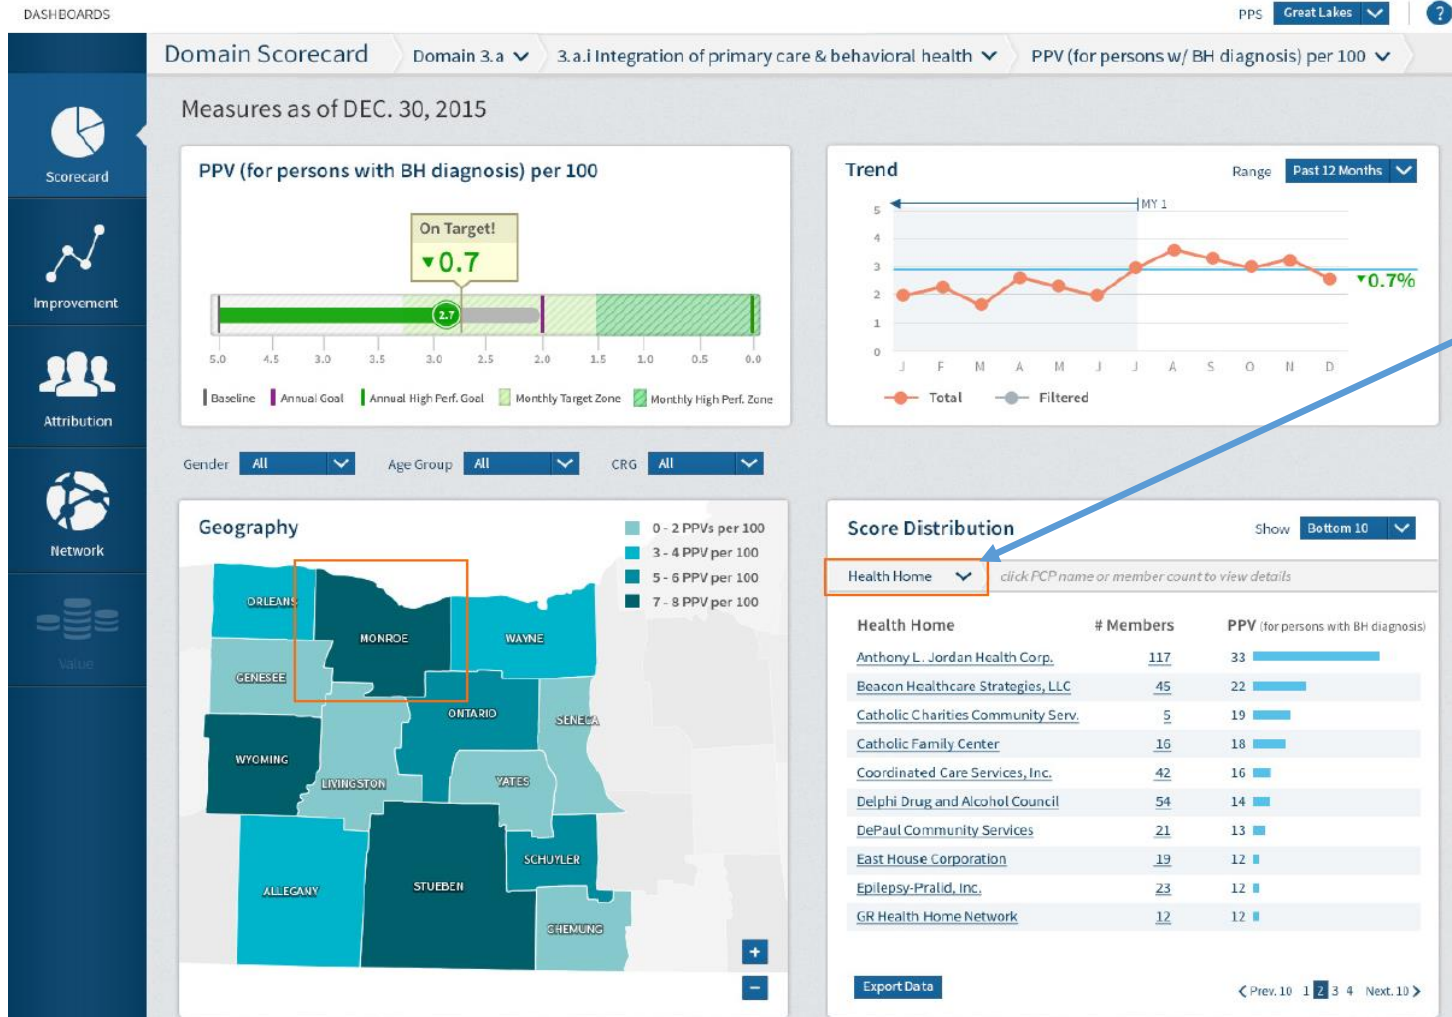 DASHBOARDS
PPS Great Lakes ?
Domain Scorecard Domain 3.a 3.a.i Integration of primary care & behavioral health PPV (for persons w/ BH diagnosis) per 100
Measures as of DEC. 30, 2015
Scorecard
Improvement
Attribution
Network
Value
PPV (for persons with BH diagnosis) per 100
On Target!
▼0.7
2.7
5.0 4.5 3.0 3.5 3.0 2.5 2.0 1.5 1.0 0.5 0.0
Baseline Annual Goal Annual High Perf. Goal Monthly Target Zone Monthly High Perf. Zone
Trend
Range Past 12 Months
MY 1
5
4
3
2
1
0
▼0.7%
J F M A M J J A S O N D
Total Filtered
Gender All Age Group All CRG All
Geography
0 - 2 PPVs per 100
3 - 4 PPV per 100
5 - 6 PPV per 100
7 - 8 PPV per 100
ORLEANS
MONROE
WAYNE
GENESEE
ONTARIO
SENECA
WYOMING
LIVINGSTON
YATES
SCHUYLER
ALLEGANY
STUEBEN
CHEMUNG
+
-
Score Distribution
Show Bottom 10
Health Home click PCP name or member count to view details
Health Home # Members PPV (for persons with BH diagnosis)
Anthony L. Jordan Health Corp. 117 33
Beacon Healthcare Strategies, LLC 45 22
Catholic Charities Community Serv. 5 19
Catholic Family Center 16 18
Coordinated Care Services, Inc. 42 16
Delphi Drug and Alcohol Council 54 14
DePaul Community Services 21 13
East House Corporation 19 12
Epilepsy-Pralid, Inc. 23 12
GR Health Home Network 12 12
Export Data
Prev. 10 1 2 3 4 Next. 10